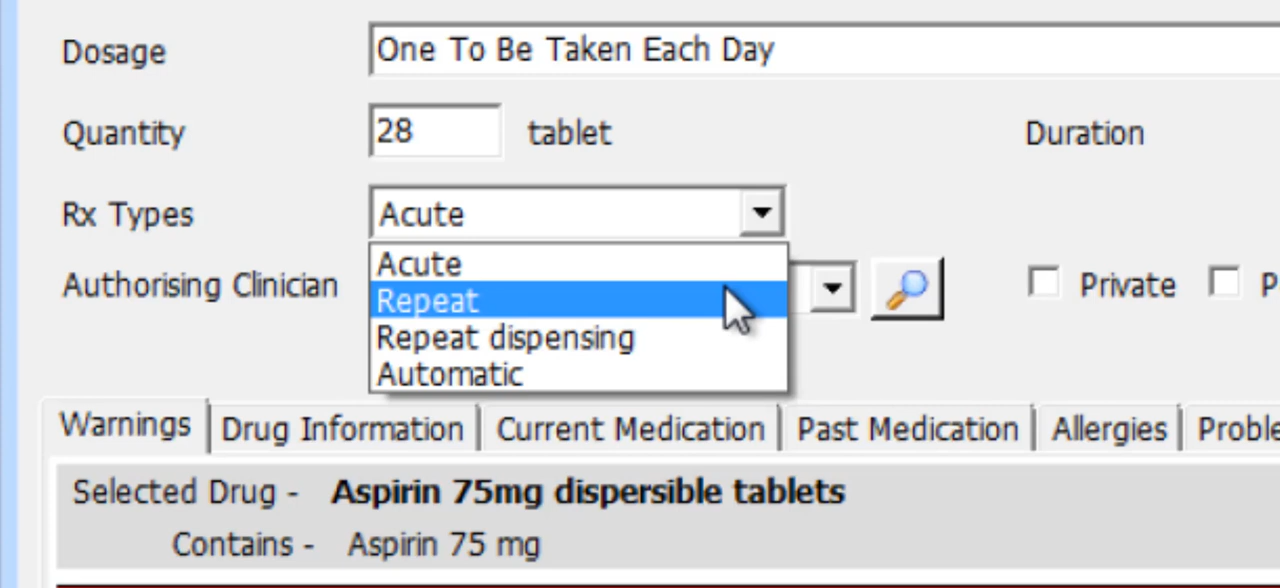 Dosage One To Be Taken Each Day
Quantity 28 tablet Duration
Rx Types Acute
Acute
Authorising Clinician Private P
Repeat
Repeat dispensing
Automatic
Warnings Drug Information Current Medication Past Medication Allergies Proble
Selected Drug - Aspirin 75mg dispersible tablets
Contains - Aspirin 75 mg